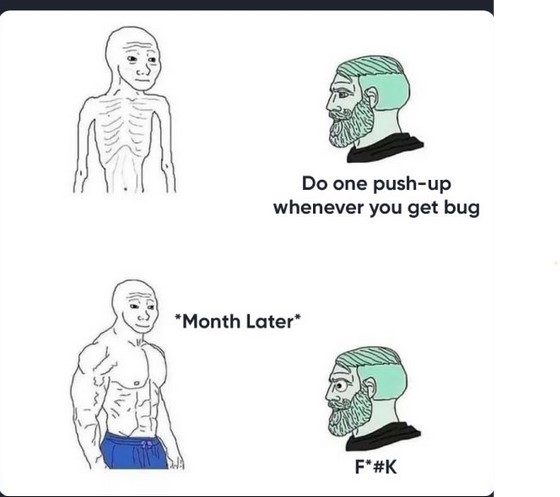 Do one push-up
whenever you get bug
*Month Later*
F*#K